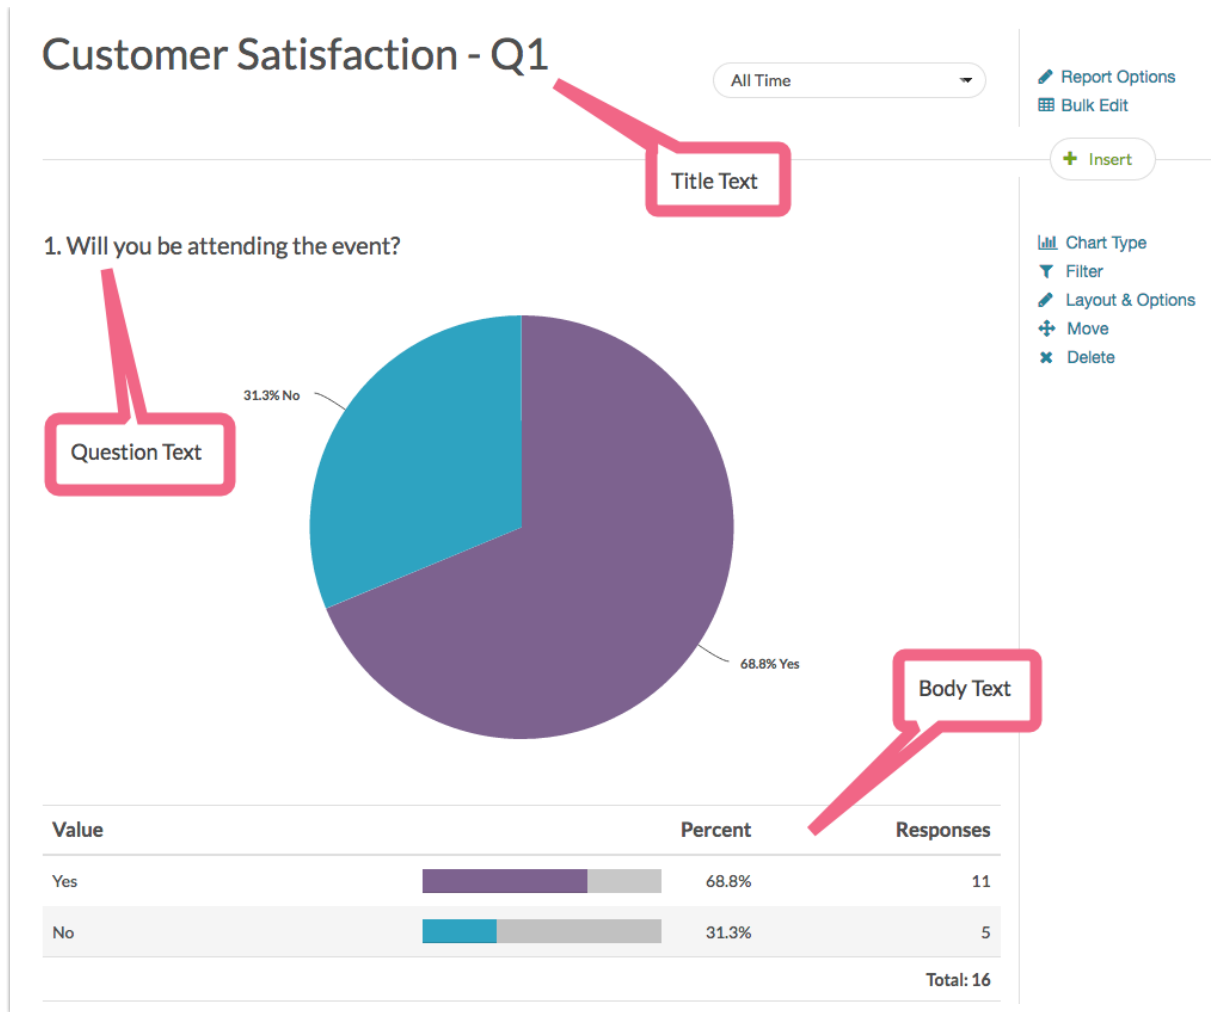 Customer Satisfaction - Q1
All Time
Report Options
Bulk Edit
Insert
Title Text
1. Will you be attending the event?
Chart Type
Filter
Layout & Options
Move
Delete
31.3% No
Question Text
68.8% Yes
Body Text
Value Percent Responses
Yes 68.8% 11
No 31.3% 5
Total: 16